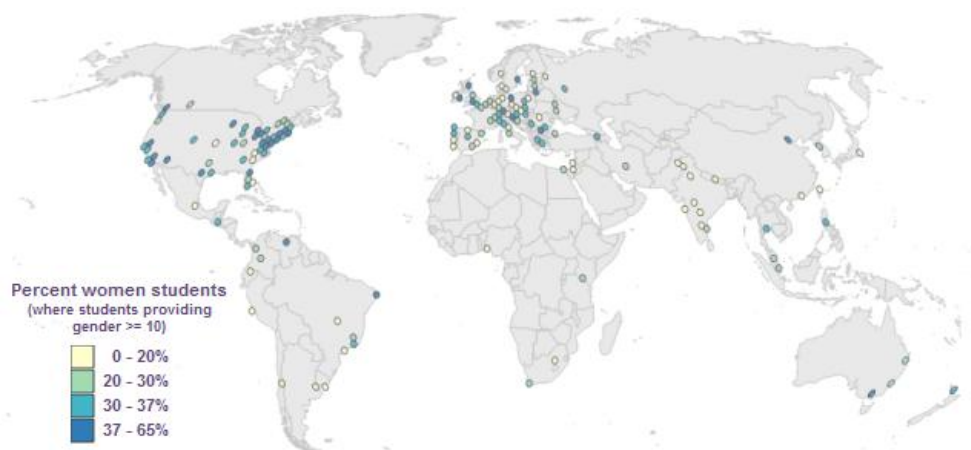 Percent women students
(where students providing
gender >= 10)
0 - 20%
20 - 30%
30 - 37%
37 - 65%